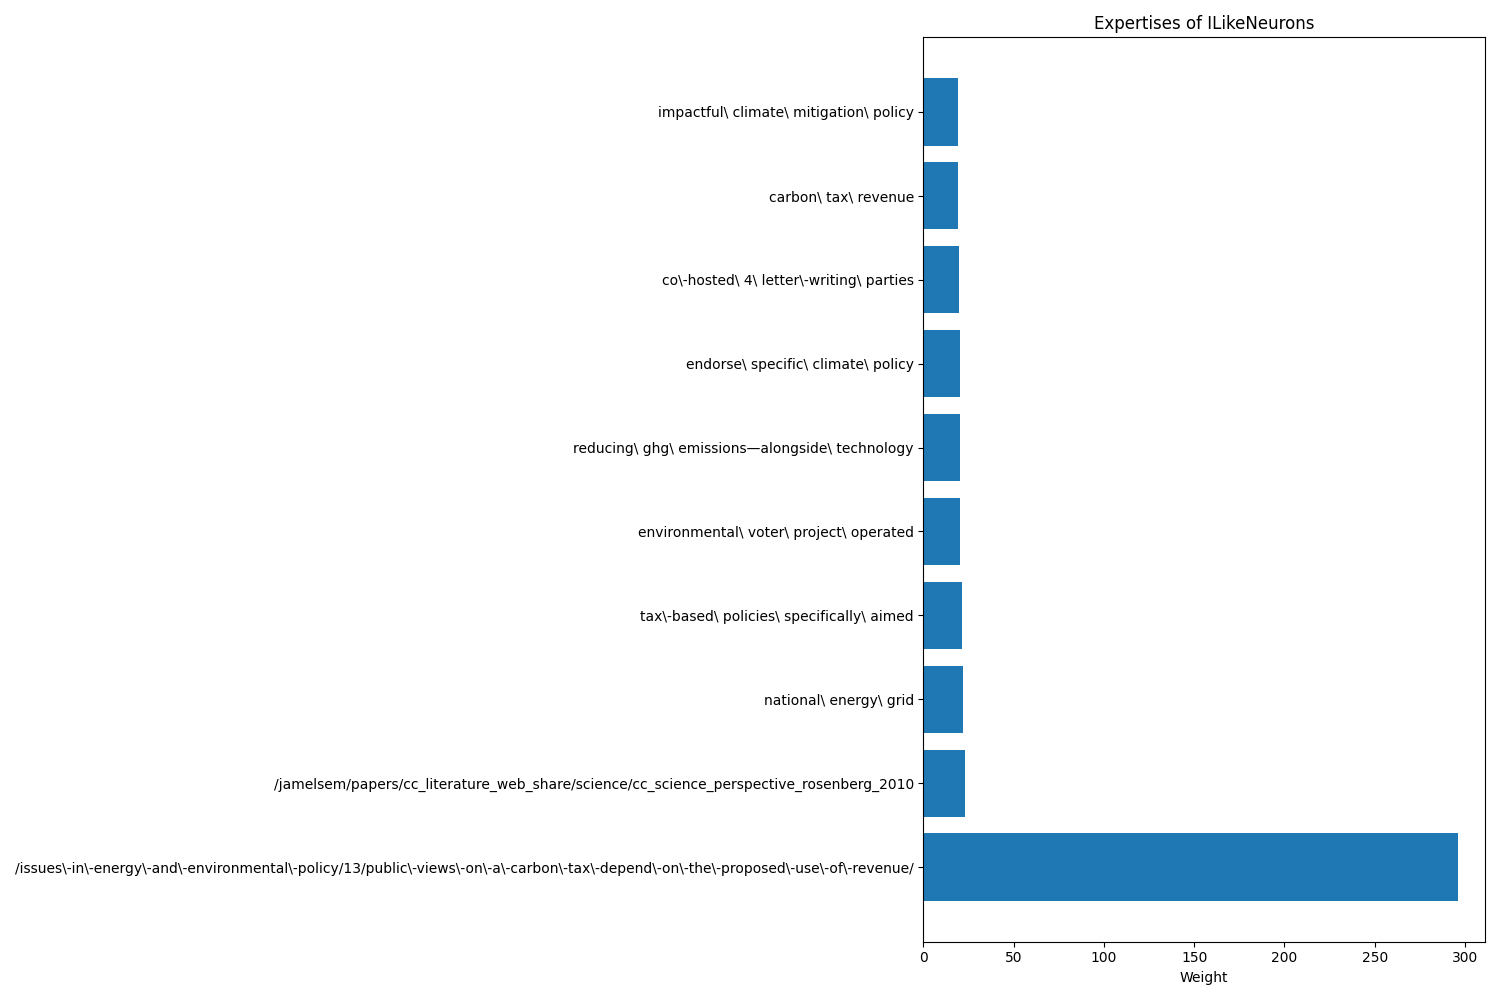 Expertises of ILikeNeurons
impactful\ climate\ mitigation\ policy
carbon\ tax\ revenue
co\-hosted\ 4\ letter\-writing\ parties
endorse\ specific\ climate\ policy
reducing\ ghg\ emissions—alongside\ technology
environmental\ voter\ project\ operated
tax\-based\ policies\ specifically\ aimed
national\ energy\ grid
/jamelsem/papers/cc_literature_web_share/science/cc_science_perspective_rosenberg_2010
/issues\-in\-energy\-and\-environmental\-policy/13/public\-views\-on\-a\-carbon\-tax\-depend\-on\-the\-proposed\-use\-of\-revenue/
0 50 100 150 200 250 300
Weight